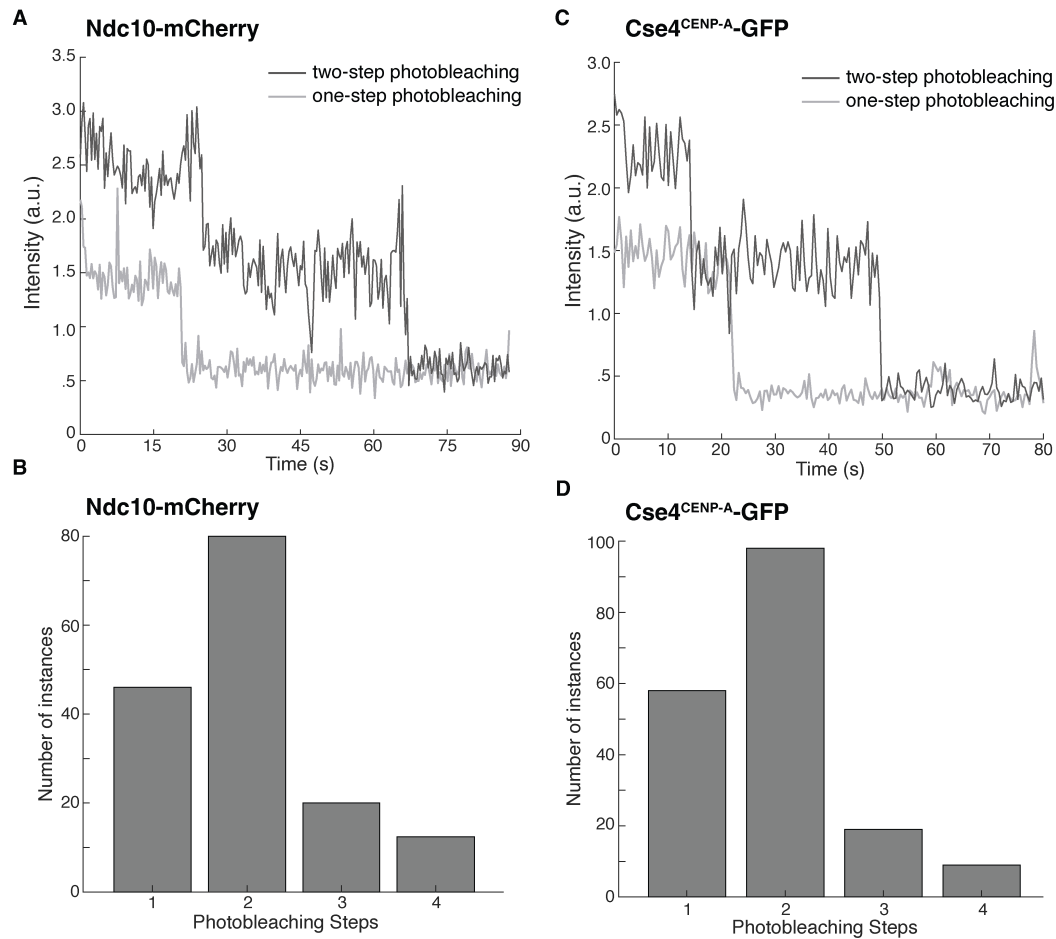 A
Ndc10-mCherry
3.5
3.0
2.5
2.0
1.5
1.0
.5
0
Intensity (a.u.)
two-step photobleaching
one-step photobleaching
0 15 30 45 60 75 90
Time (s)
C
Cse4CENP-A-GFP
3.0
2.5
2.0
1.5
1.0
.5
0
Intensity (a.u.)
two-step photobleaching
one-step photobleaching
0 10 20 30 40 50 60 70 80
Time (s)
B
Ndc10-mCherry
80
60
40
20
0
Number of instances
1 2 3 4
Photobleaching Steps
D
Cse4CENP-A-GFP
100
80
60
40
20
0
Number of instances
1 2 3 4
Photobleaching Steps